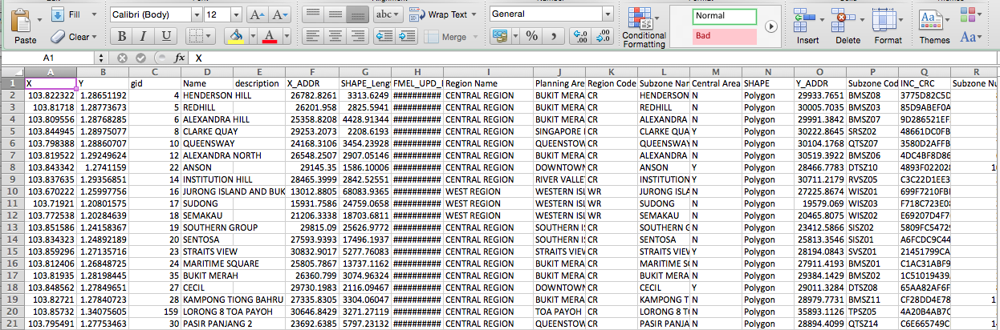 Fill Calibri (Body) 12 A A abc Wrap Text General Normal
Paste Clear B I U A Merge % , Conditional Formatting Bad Insert Delete Format Themes Aa
A1 fx X
A B C D E F G H I J K L M N O P Q R
1 X Y gid Name description X_ADDR SHAPE_Leng FMEL_UPD_ Region Name Planning Are Region Code Subzone Nam Central Area SHAPE Y_ADDR Subzone Cod INC_CRC Subzone Nu
2 103.822322 1.28651192 4 HENDERSON HILL 26782.8261 3313.6249 ########## CENTRAL REGION BUKIT MERA CR HENDERSON N Polygon 29933.7651 BMSZ08 3775D82C5D
3 103.81718 1.28773673 5 REDHILL 26201.958 2825.5941 ########## CENTRAL REGION BUKIT MERA CR REDHILL N Polygon 30005.7035 BMSZ03 85D9ABEF0A
4 103.809556 1.28768285 6 ALEXANDRA HILL 25358.8208 4428.91344 ########## CENTRAL REGION BUKIT MERA CR ALEXANDRA N Polygon 29991.3842 BMSZ07 9D286521EF
5 103.844945 1.28975077 8 CLARKE QUAY 29253.2073 2208.6193 ########## CENTRAL REGION SINGAPORE CR CLARKE QUA Y Polygon 30222.8645 SRSZ02 48661DC0FB
6 103.798388 1.28860707 10 QUEENSWAY 24168.3106 3454.23928 ########## CENTRAL REGION QUEENSTOW CR QUEENSWAY N Polygon 30104.1768 QTSZ07 3580D2AFFB
7 103.819522 1.29249624 12 ALEXANDRA NORTH 26548.2507 2907.05146 ########## CENTRAL REGION BUKIT MERA CR ALEXANDRA N Polygon 30519.3922 BMSZ06 4DC4BF8D86
8 103.843342 1.2741159 22 ANSON 29145.35 1586.10006 ########## CENTRAL REGION DOWNTOWN CR ANSON Y Polygon 28466.7783 DTSZ10 4893F02202 1
9 103.837635 1.29356851 14 INSTITUTION HILL 28465.3999 2842.52551 ########## CENTRAL REGION RIVER VALLE CR INSTITUTION Y Polygon 30711.2179 RVSZ05 C3C22D1EE3
10 103.670222 1.25997756 16 JURONG ISLAND AND BUK 13012.8805 68083.9365 ########## WEST REGION WESTERN ISL WR JURONG ISLA N Polygon 27225.8674 WISZ01 699F7210FB
11 103.71921 1.20801575 17 SUDONG 15931.7586 24759.0658 ########## WEST REGION WESTERN ISL WR SUDONG N Polygon 19579.069 WISZ03 F718C723E0
12 103.772538 1.20284639 18 SEMAKAU 21206.3338 18703.6811 ########## WEST REGION WESTERN ISL WR SEMAKAU N Polygon 20465.8075 WISZ02 E69207D4F7
13 103.851586 1.24158367 19 SOUTHERN GROUP 29815.09 25626.9772 ########## CENTRAL REGION SOUTHERN IS CR SOUTHERN G N Polygon 23412.5866 SISZ02 5809FC5472
14 103.834323 1.24892189 20 SENTOSA 27593.9393 17496.1937 ########## CENTRAL REGION SOUTHERN IS CR SENTOSA N Polygon 25813.3546 SISZ01 A6FCDC9C44
15 103.859296 1.27135716 23 STRAITS VIEW 30832.9017 5277.76083 ########## CENTRAL REGION STRAITS VIEW CR STRAITS VIEW Y Polygon 28194.0843 SVSZ01 21451799CA
16 103.812406 1.26848725 24 MARITIME SQUARE 25805.7867 13737.1162 ########## CENTRAL REGION BUKIT MERA CR MARITIME S N Polygon 27911.4193 BMSZ01 C1AC31ABF9
17 103.81935 1.28198445 35 BUKIT MERAH 26360.799 3074.96324 ########## CENTRAL REGION BUKIT MERA CR BUKIT MERA N Polygon 29384.1429 BMSZ02 1C51019439
18 103.848562 1.27849651 27 CECIL 29730.1983 2116.09467 ########## CENTRAL REGION DOWNTOWN CR CECIL Y Polygon 29011.3284 DTSZ08 65AA82AF6F
19 103.82721 1.27840723 28 KAMPONG TIONG BAHRU 27335.8305 3304.06047 ########## CENTRAL REGION BUKIT MERA CR KAMPONG T N Polygon 28979.7731 BMSZ11 CF28DD4E78 1
20 103.85732 1.34075605 159 LORONG 8 TOA PAYOH 30646.8429 3271.27119 ########## CENTRAL REGION TOA PAYOH CR LORONG 8 T N Polygon 35893.1126 TPSZ05 4A20B4AB7C
21 103.795491 1.27753463 30 PASIR PANJANG 2 23692.6385 5797.23132 ########## CENTRAL REGION QUEENSTOW CR PASIR PANJA N Polygon 28894.4099 QTSZ14 C6E665749C 1